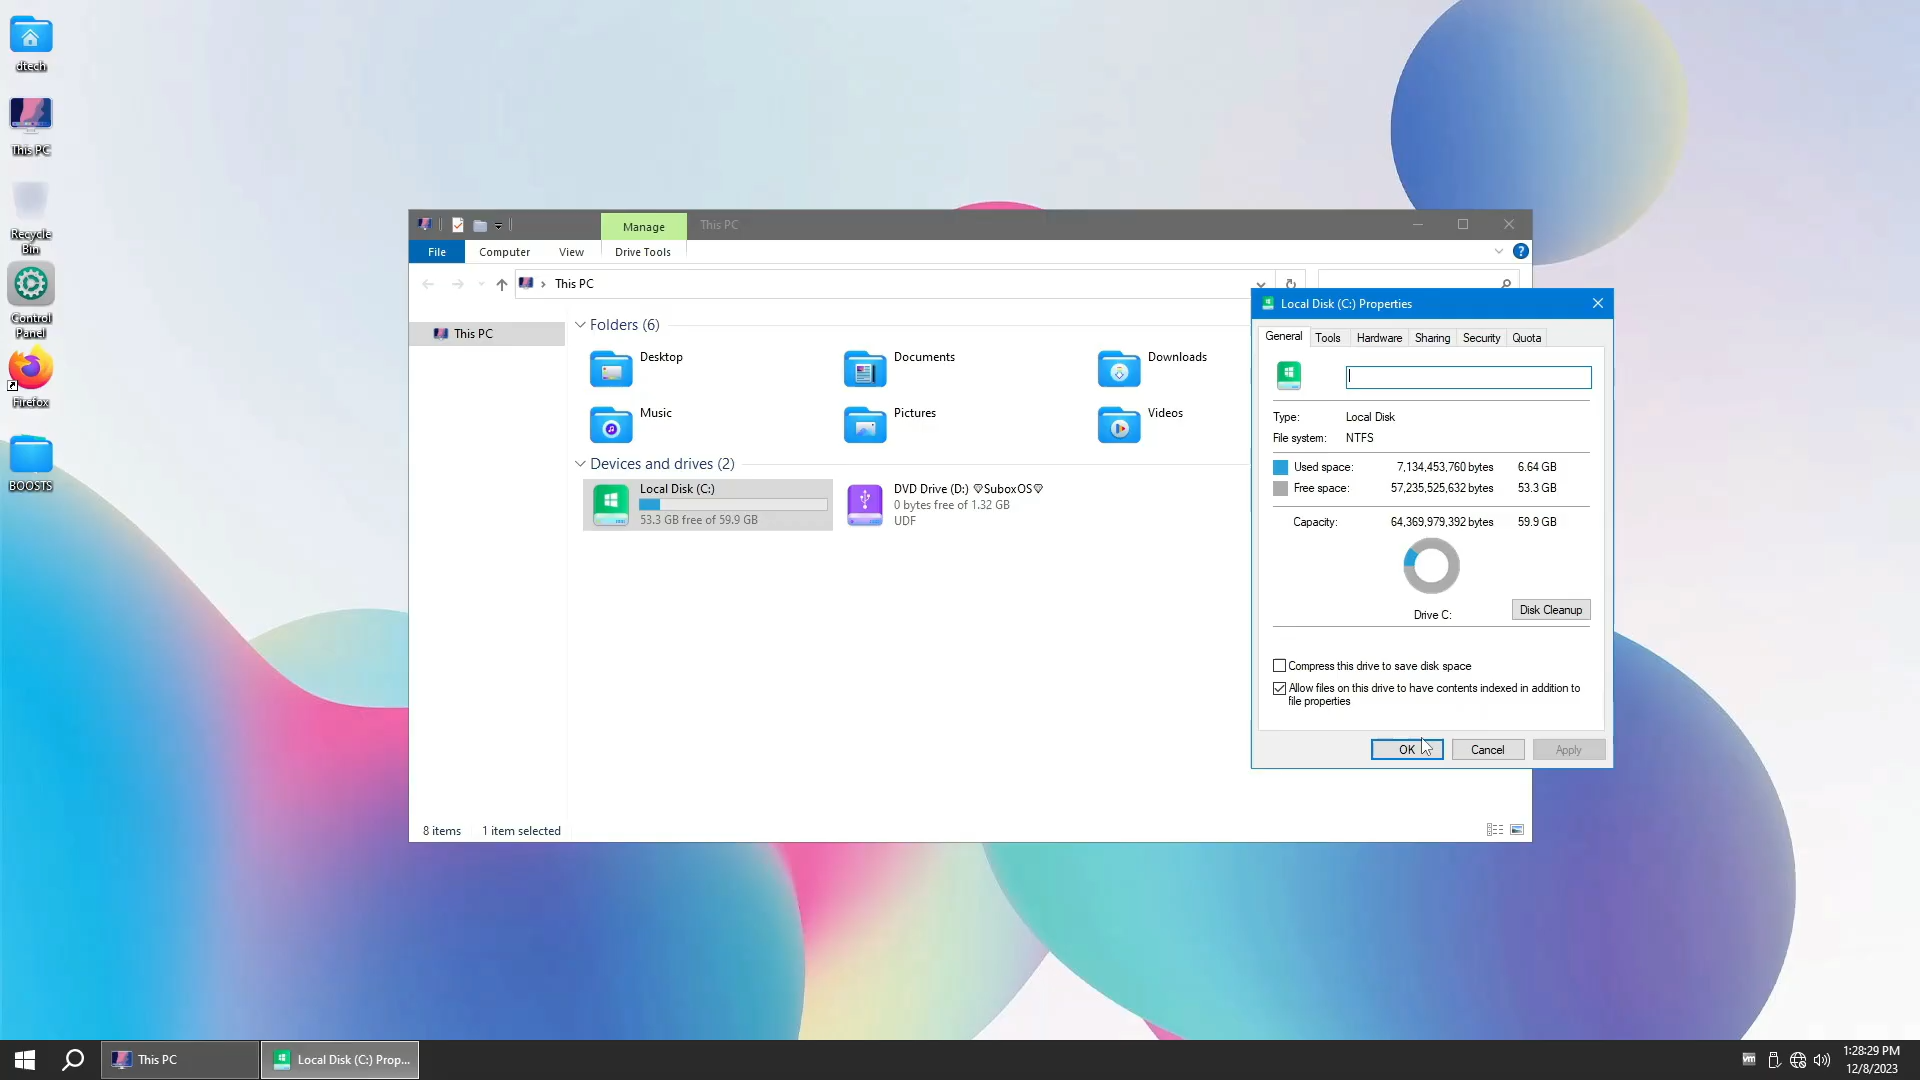 dtech
This PC
Recycle
Bin
Control
Panel
Firefox
BOOSTS
Manage
This PC
File
Computer
View
Drive Tools
This PC
This PC
Folders (6)
Desktop
Documents
Downloads
Music
Pictures
Videos
Devices and drives (2)
Local Disk (C:)
53.3 GB free of 59.9 GB
DVD Drive (D:) ♡SuboxOS♡
0 bytes free of 1.32 GB
UDF
8 items
1 item selected
Local Disk (C:) Properties
General
Tools
Hardware
Sharing
Security
Quota
Type: Local Disk
File system: NTFS
Used space: 7,134,453,760 bytes 6.64 GB
Free space: 57,235,525,632 bytes 53.3 GB
Capacity: 64,369,979,392 bytes 59.9 GB
Drive C:
Disk Cleanup
Compress this drive to save disk space
Allow files on this drive to have contents indexed in addition to
file properties
OK
Cancel
Apply
This PC
Local Disk (C:) Prop...
vm
1:28:29 PM
12/8/2023